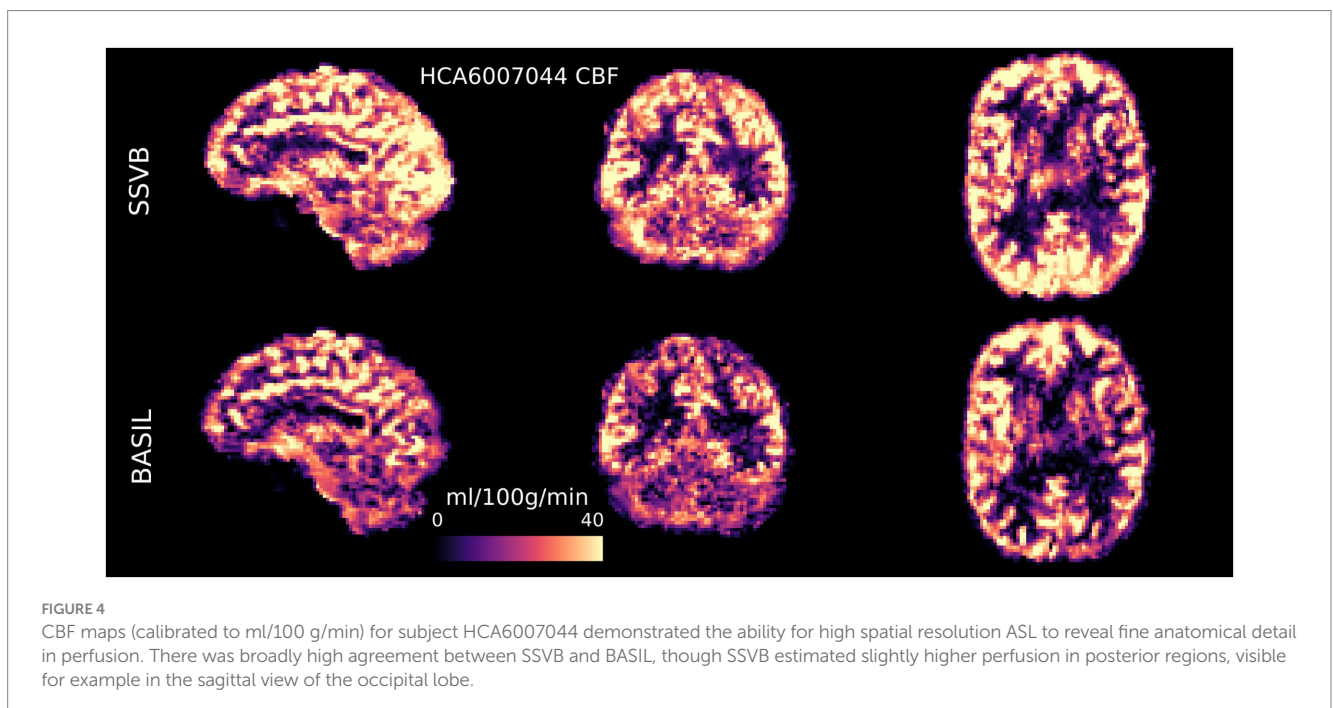 HCA6007044 CBF
SSVB
BASIL
ml/100g/min
0 40
FIGURE 4
CBF maps (calibrated to ml/100 g/min) for subject HCA6007044 demonstrated the ability for high spatial resolution ASL to reveal fine anatomical detail
in perfusion. There was broadly high agreement between SSVB and BASIL, though SSVB estimated slightly higher perfusion in posterior regions, visible
for example in the sagittal view of the occipital lobe.